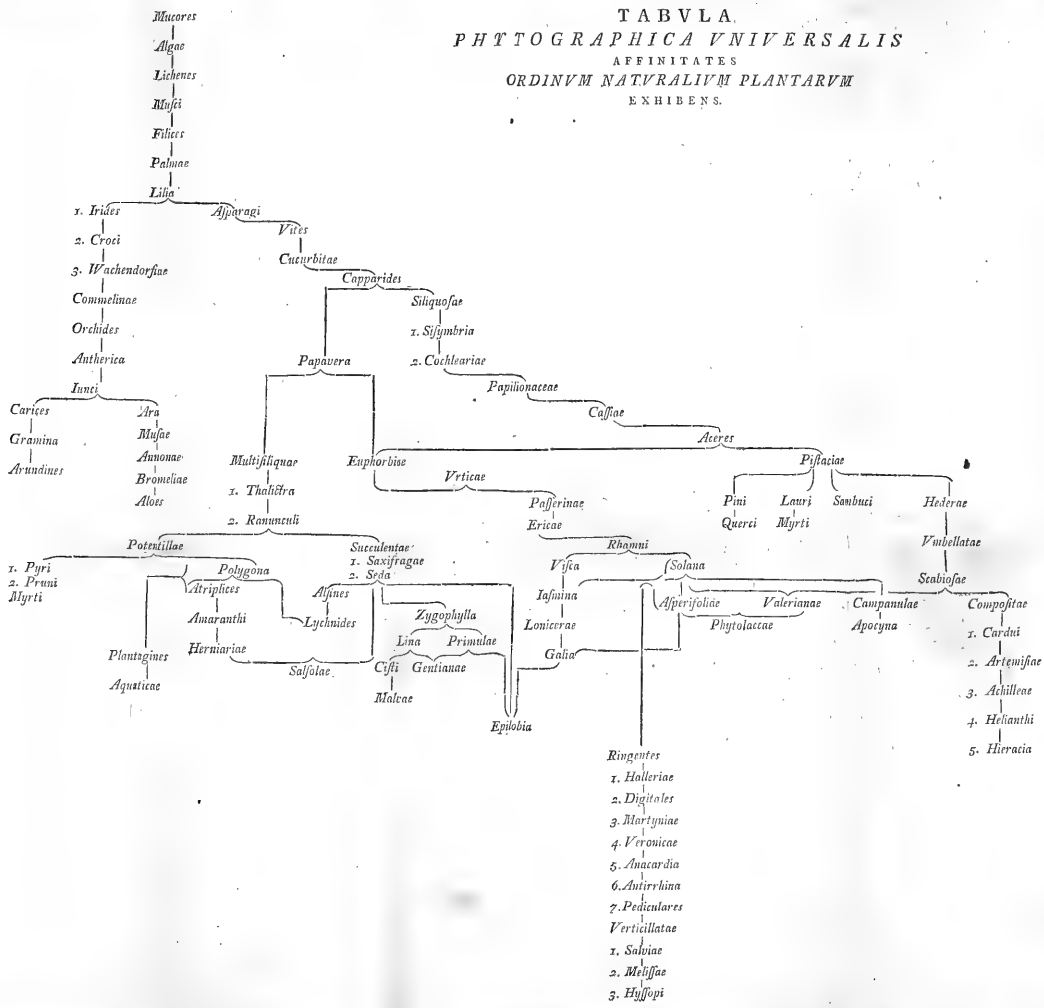 TABVLA
PHYTOGRAPHICA VNIVERSALIS
AFFINITATES
ORDINVM NATVRALIVM PLANTARVM
EXHIBENS.
Mucores
Algae
Lichenes
Muſci
Filices
Palmae
Lilia
1. Irides
Aſparagi
2. Croci
Vites
3. Wachendorfiae
Cucurbitae
Capparides
Commelinae
Siliquoſae
Orchides
1. Siſymbria
Antherica
Papavera
2. Cochleariae
Iunci
Papilionaceae
Carices
Ara
Caſſiae
Gramina
Muſae
Aceres
Arundines
Annonae
Multiſiliquae
Euphorbiae
Piſtaciae
Bromeliae
Vrticae
Aloes
1. Thalictra
Paſſerinae
Pini
Lauri
Sambuci
Hederae
2. Ranunculi
Ericae
Querci
Myrti
Potentillae
Succulentae
Rhamni
Vmbellatae
1. Pyri
Polygona
1. Saxifragae
Viſca
Solana
Scabioſae
2. Pruni
2. Seda
Myrti
Atriplices
Alſines
Iaſmina
Aſperifoliae
Valerianae
Campanulae
Compoſitae
Amaranthi
Lychnides
Zygophylla
Lonicerae
Phytolaccae
Apocyna
1. Cardui
Plantagines
Herniariae
Lina
Primulae
Galia
2. Artemiſiae
Aquaticae
Salſolae
Ciſti
Gentianae
3. Achilleae
Malvae
4. Helianthi
Epilobia
5. Hieracia
Ringentes
1. Halleriae
2. Digitales
3. Martyniae
4. Veronicae
5. Anacardia
6. Antirrhina
7. Pediculares
Verticillatae
1. Salviae
2. Meliſſae
3. Hyſſopi